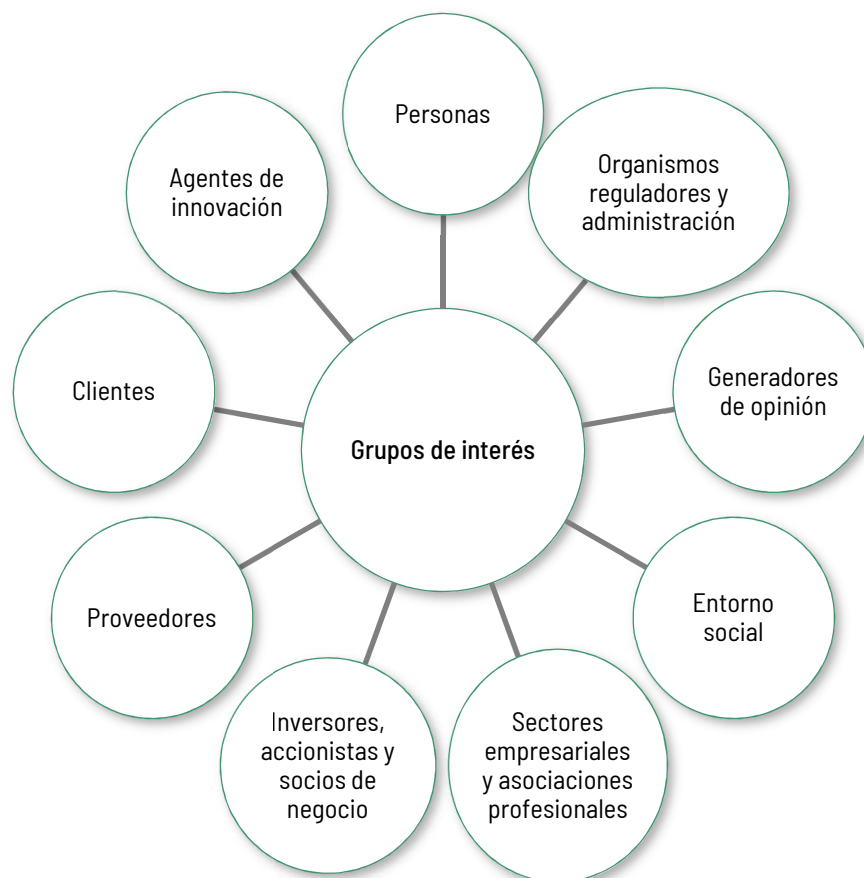 Personas
Organismos
reguladores y
administración
Generadores
de opinión
Entorno
social
Sectores
empresariales
y asociaciones
profesionales
Inversores,
accionistas y
socios de
negocio
Proveedores
Clientes
Agentes de
innovación
Grupos de interés